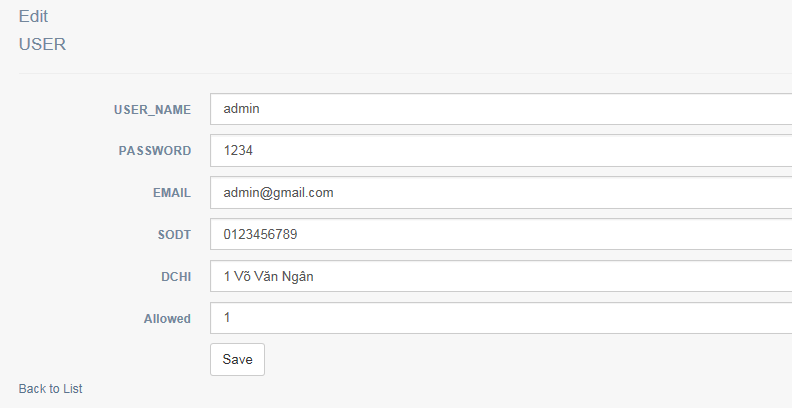 Edit
USER
USER_NAME admin
PASSWORD 1234
EMAIL admin@gmail.com
SODT 0123456789
DCHI 1 Võ Văn Ngân
Allowed 1
Save
Back to List